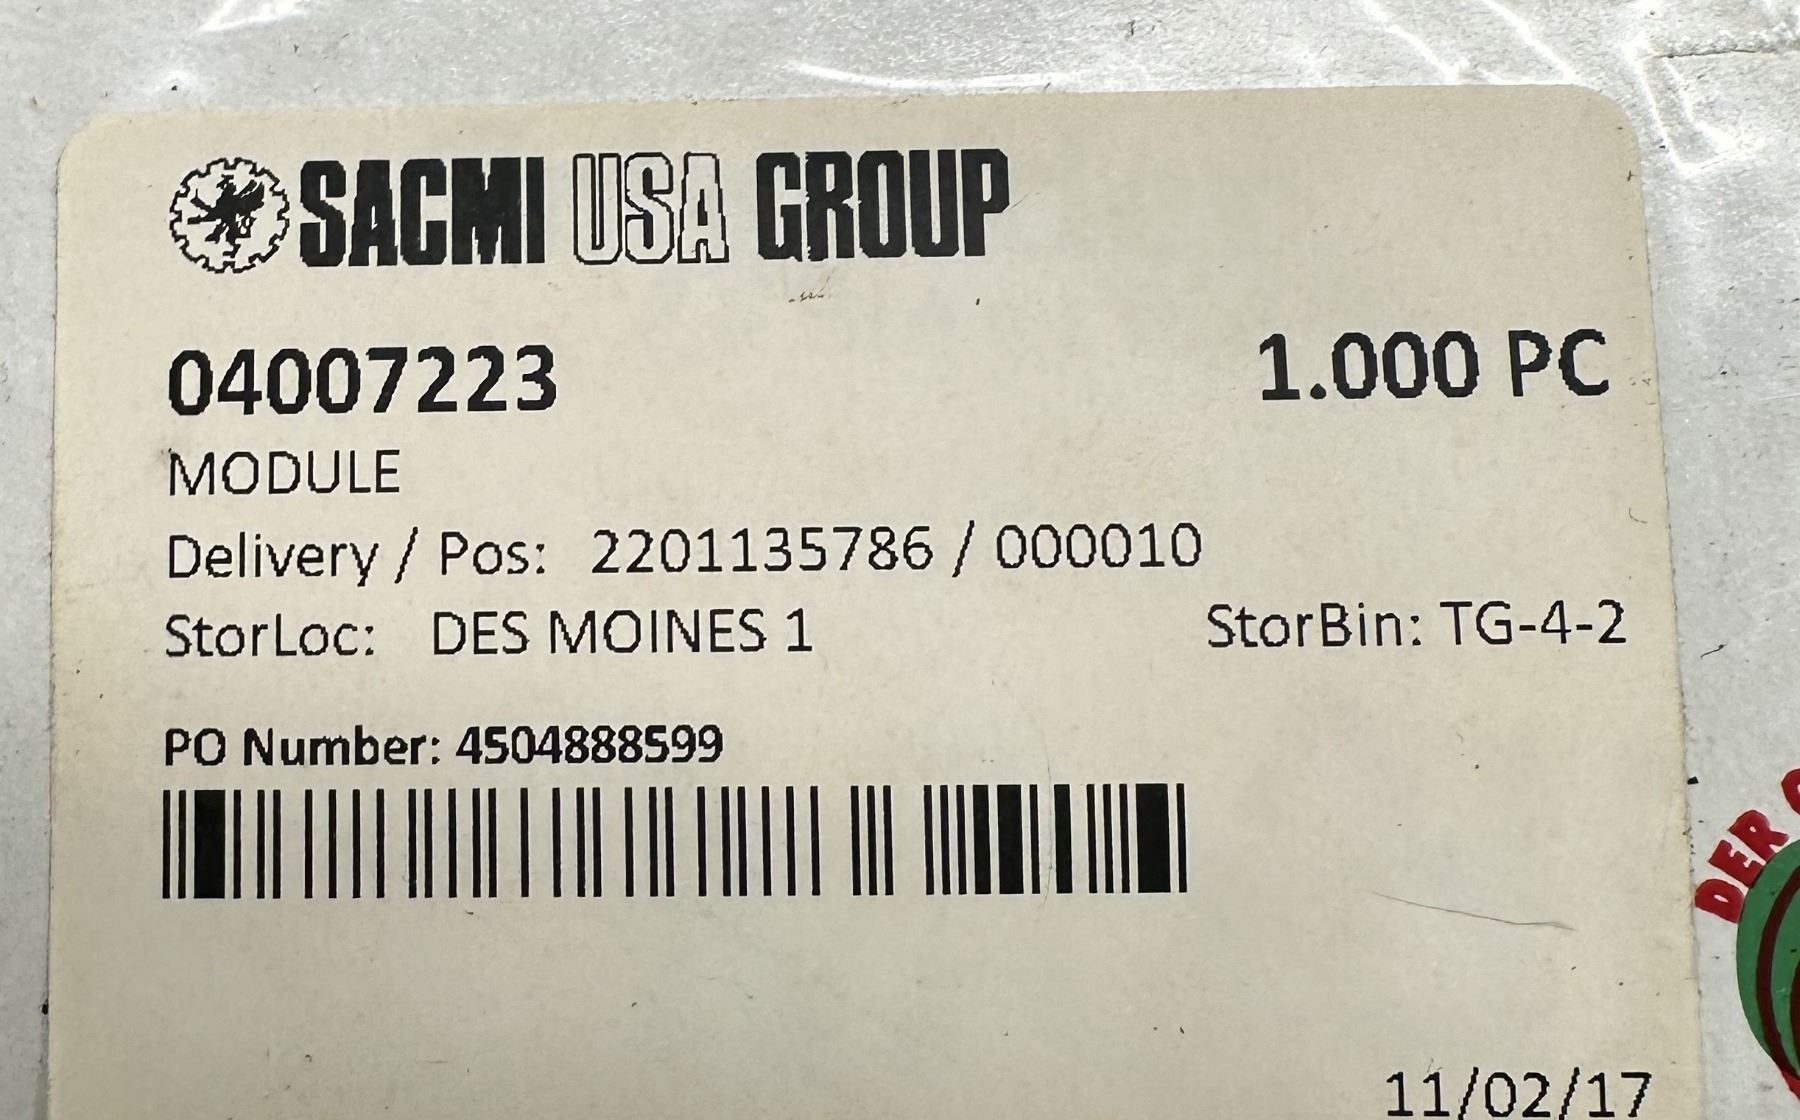 SACMI USA GROUP
04007223 1.000 PC
MODULE
Delivery / Pos: 2201135786 / 000010
StorLoc: DES MOINES 1 StorBin: TG-4-2
PO Number: 4504888599
DER
11/02/17